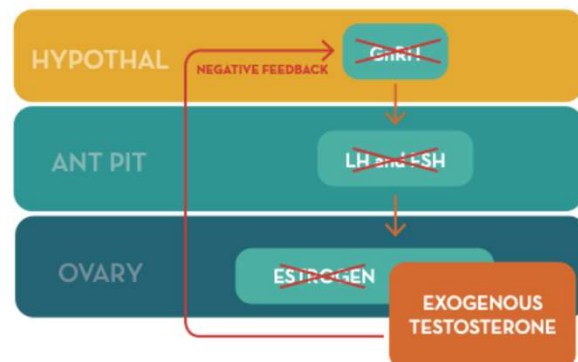 HYPOTHAL
GnRH
NEGATIVE FEEDBACK
ANT PIT
LH and FSH
OVARY
ESTROGEN
EXOGENOUS
TESTOSTERONE